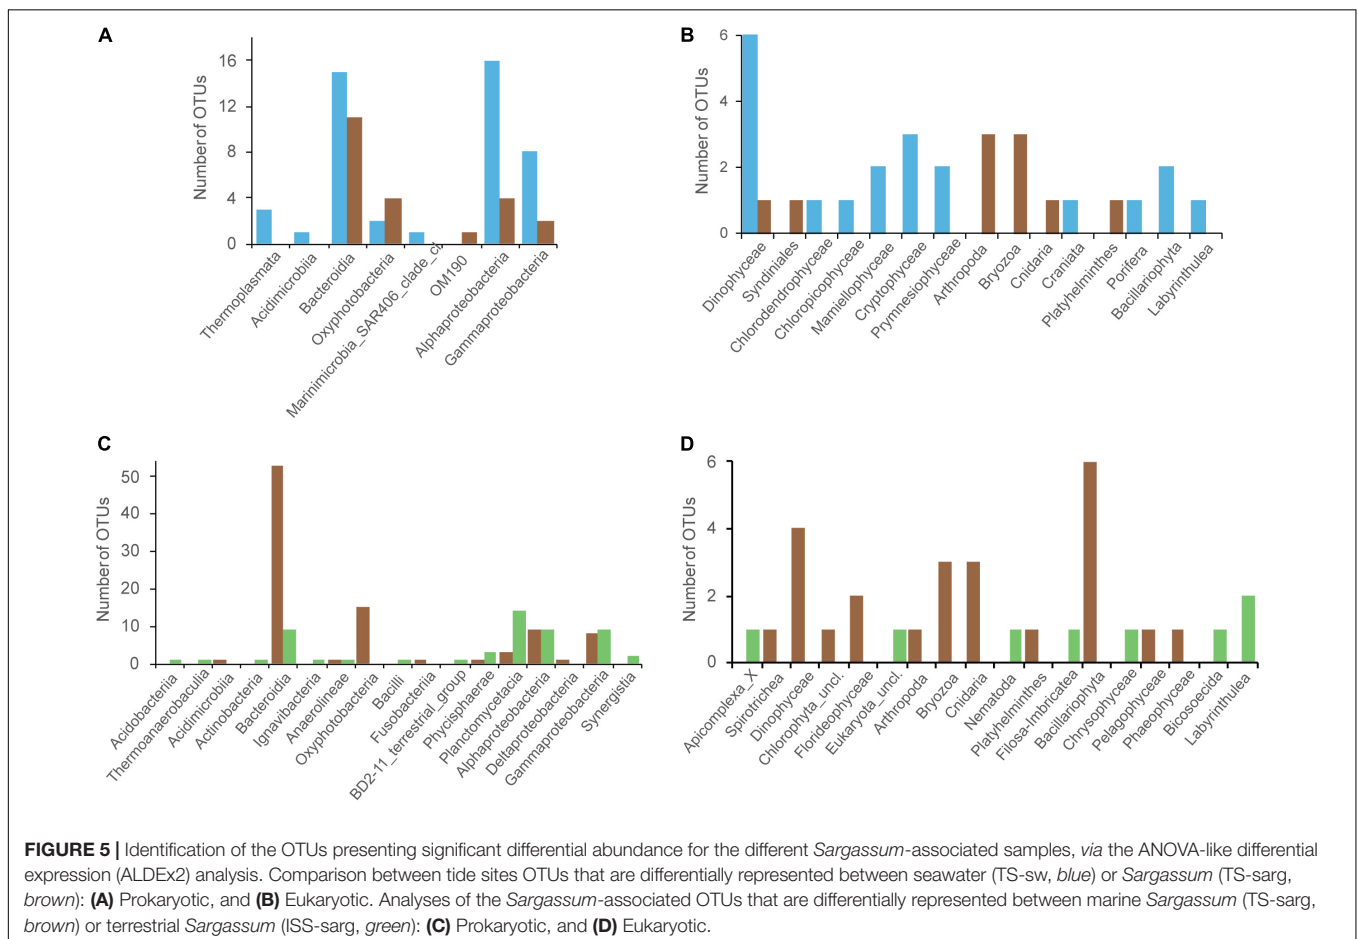 A
Number of OTUs
16
12
8
4
0
Thermoplasmata
Acidimicrobiia
Bacteroidia
Oxyphotobacteria
Marinimicrobia_SAR406_clade_cl
OM190
Alphaproteobacteria
Gammaproteobacteria
B
Number of OTUs
6
4
2
0
Dinophyceae
Syndiniales
Chlorodendrophyceae
Chloropicophyceae
Mamiellophyceae
Cryptophyceae
Prymnesiophyceae
Arthropoda
Bryozoa
Cnidaria
Craniata
Platyhelminthes
Porifera
Bacillariophyta
Labyrinthulea
C
Number of OTUs
50
40
30
20
10
0
Acidobacteriia
Thermoanaerobaculia
Acidimicrobiia
Actinobacteria
Bacteroidia
Ignavibacteria
Anaerolineae
Oxyphotobacteria
Bacilli
Fusobacteriia
BD2-11_terrestrial_group
Phycisphaerae
Planctomycetacia
Alphaproteobacteria
Deltaproteobacteria
Gammaproteobacteria
Synergistia
D
Number of OTUs
6
4
2
0
Apicomplexa_X
Spirotrichea
Dinophyceae
Chlorophyta_uncl.
Florideophyceae
Eukaryota_uncl.
Arthropoda
Bryozoa
Cnidaria
Nematoda
Platyhelminthes
Filosa-Imbricatea
Bacillariophyta
Chrysophyceae
Pelagophyceae
Phaeophyceae
Bicosoecida
Labyrinthulea
FIGURE 5 | Identification of the OTUs presenting significant differential abundance for the different Sargassum-associated samples, via the ANOVA-like differential
expression (ALDEx2) analysis. Comparison between tide sites OTUs that are differentially represented between seawater (TS-sw, blue) or Sargassum (TS-sarg,
brown): (A) Prokaryotic, and (B) Eukaryotic. Analyses of the Sargassum-associated OTUs that are differentially represented between marine Sargassum (TS-sarg,
brown) or terrestrial Sargassum (ISS-sarg, green): (C) Prokaryotic, and (D) Eukaryotic.